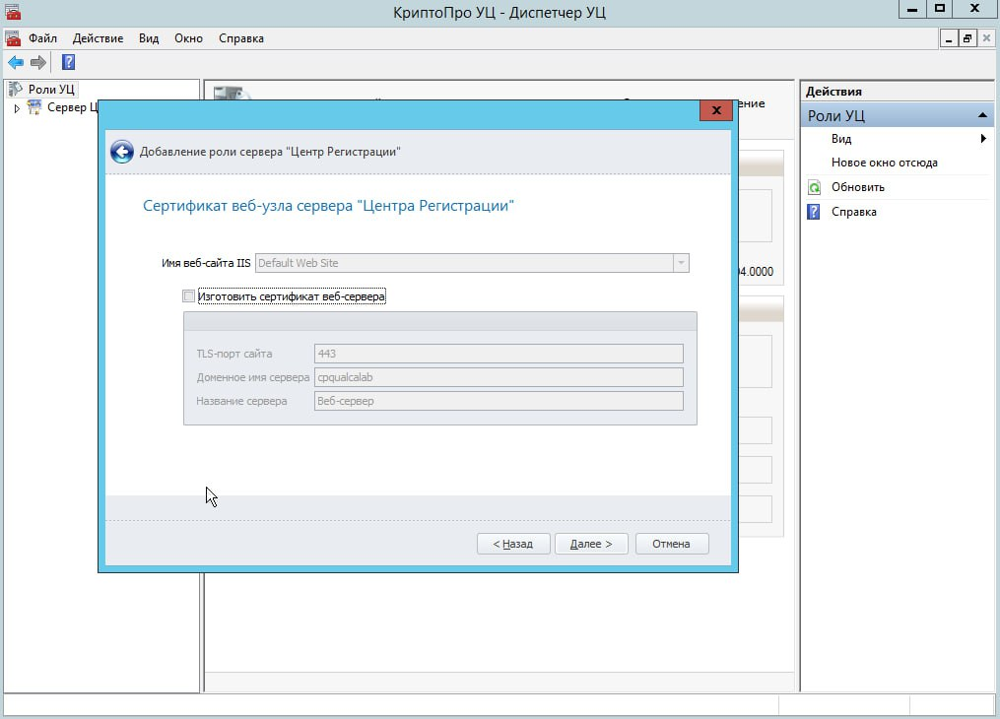 КриптоПро УЦ - Диспетчер УЦ
Файл Действие Вид Окно Справка
Роли УЦ
Сервер
Добавление роли сервера "Центр Регистрации"
Сертификат веб-узла сервера "Центра Регистрации"
Имя веб-сайта IIS Default Web Site
Изготовить сертификат веб-сервера
TLS-порт сайта 443
Доменное имя сервера cpqualcalab
Название сервера Веб-сервер
< Назад Далее > Отмена
Действия
Роли УЦ
Вид
Новое окно отсюда
Обновить
Справка